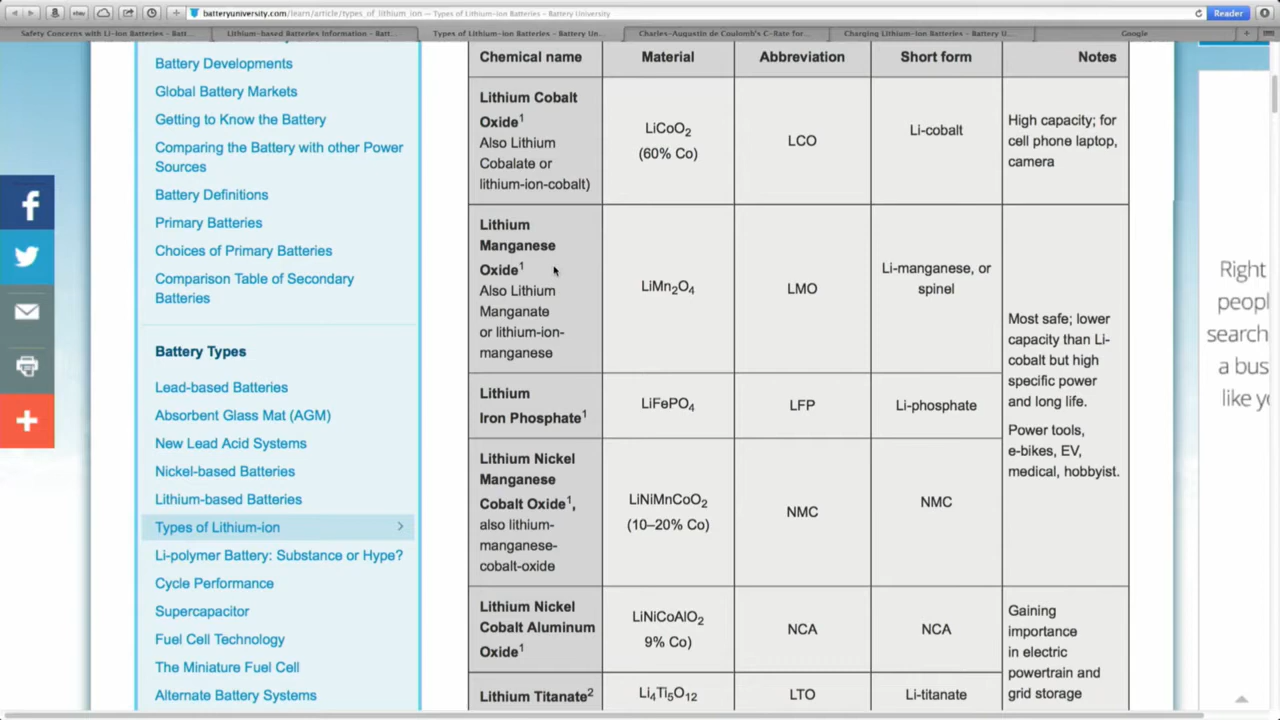 batteryuniversity.com/learn/article/types_of_lithium_ion — Types of Lithium-ion Batteries – Battery University
Reader
Safety Concerns with Li-ion Batteries - Batt...
Lithium-based Batteries Information - Batt...
Types of Lithium-ion Batteries - Battery Un...
Charles-Augustin de Coulomb's C-Rate for...
Charging Lithium-Ion Batteries - Battery U...
Google
Battery Developments
Global Battery Markets
Getting to Know the Battery
Comparing the Battery with other Power
Sources
Battery Definitions
Primary Batteries
Choices of Primary Batteries
Comparison Table of Secondary
Batteries
Battery Types
Lead-based Batteries
Absorbent Glass Mat (AGM)
New Lead Acid Systems
Nickel-based Batteries
Lithium-based Batteries
Types of Lithium-ion
Li-polymer Battery: Substance or Hype?
Cycle Performance
Supercapacitor
Fuel Cell Technology
The Miniature Fuel Cell
Alternate Battery Systems
Chemical name
Material
Abbreviation
Short form
Notes
Lithium Cobalt
Oxide¹
Also Lithium
Cobalate or
lithium-ion-cobalt)
LiCoO₂
(60% Co)
LCO
Li-cobalt
High capacity; for
cell phone laptop,
camera
Lithium
Manganese
Oxide¹
Also Lithium
Manganate
or lithium-ion-
manganese
LiMn₂O₄
LMO
Li-manganese, or
spinel
Most safe; lower
capacity than Li-
cobalt but high
specific power
and long life.
Power tools,
e-bikes, EV,
medical, hobbyist.
Lithium
Iron Phosphate¹
LiFePO₄
LFP
Li-phosphate
Lithium Nickel
Manganese
Cobalt Oxide¹,
also lithium-
manganese-
cobalt-oxide
LiNiMnCoO₂
(10–20% Co)
NMC
NMC
Lithium Nickel
Cobalt Aluminum
Oxide¹
LiNiCoAlO₂
9% Co)
NCA
NCA
Gaining
importance
in electric
powertrain and
grid storage
Lithium Titanate²
Li₄Ti₅O₁₂
LTO
Li-titanate
Right
peopl
search
a bus
like yo